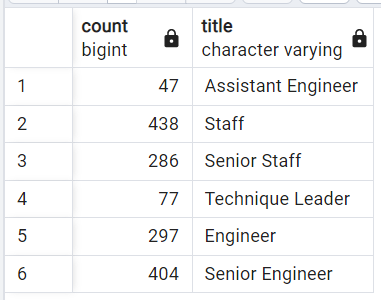 count title
bigint character varying
1 47 Assistant Engineer
2 438 Staff
3 286 Senior Staff
4 77 Technique Leader
5 297 Engineer
6 404 Senior Engineer